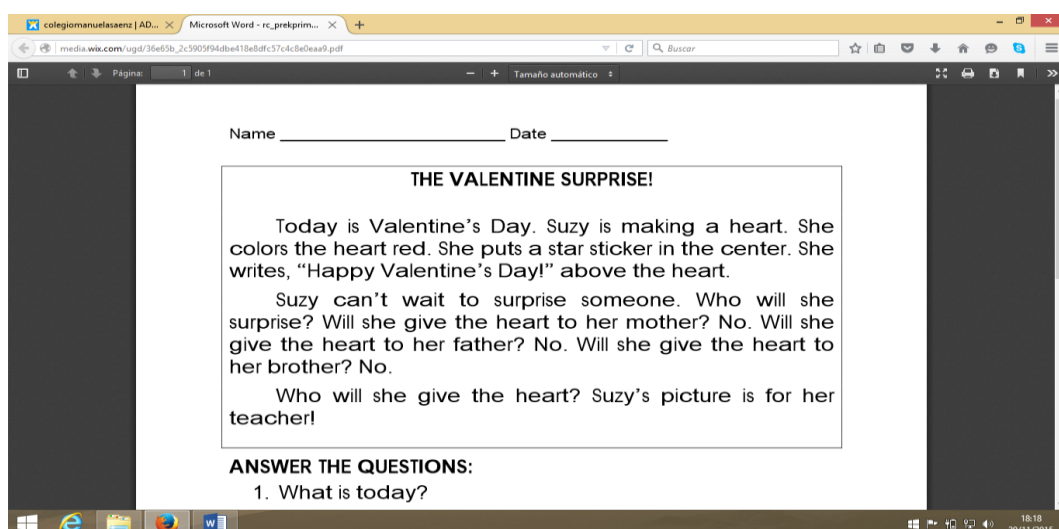 colegiomanuelasaenz | AD... × Microsoft Word - rc_prekprim... × +
media.wix.com/ugd/36e65b_2c5905f94dbe418e8dfc57c4c8e0eaa9.pdf Buscar
Página: 1 de 1 — + Tamaño automático
Name ______________________ Date ____________
THE VALENTINE SURPRISE!
Today is Valentine’s Day. Suzy is making a heart. She
colors the heart red. She puts a star sticker in the center. She
writes, “Happy Valentine’s Day!” above the heart.
Suzy can’t wait to surprise someone. Who will she
surprise? Will she give the heart to her mother? No. Will she
give the heart to her father? No. Will she give the heart to
her brother? No.
Who will she give the heart? Suzy’s picture is for her
teacher!
ANSWER THE QUESTIONS:
1. What is today?
18:18